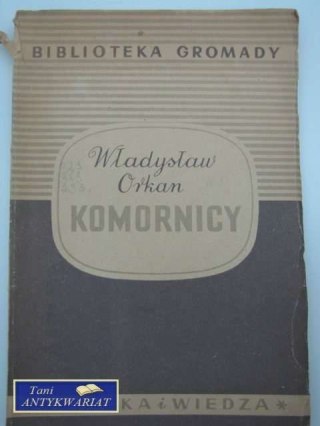 BIBLIOTEKA GROMADY
Władysław
Orkan
KOMORNICY
KA i WIEDZA *
Tani
ANTYKWARIAT